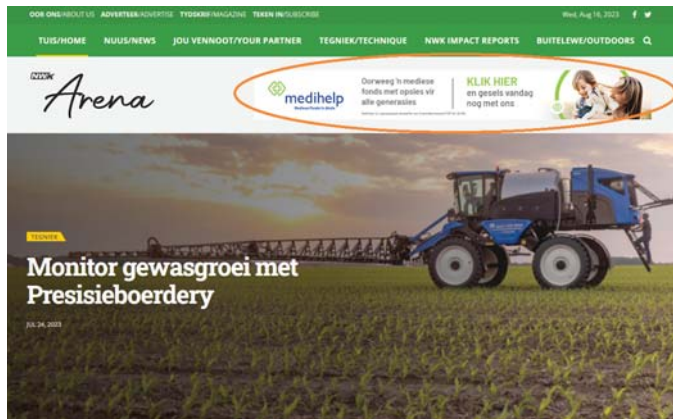 OOR ONS/ABOUT US ADVERTEER/ADVERTISE TYDSKRIF/MAGAZINE TEKEN IN/SUBSCRIBE Wed, Aug 16, 2023
TUIS/HOME NUUS/NEWS JOU VENNOOT/YOUR PARTNER TEGNIEK/TECHNIQUE NWK IMPACT REPORTS BUITELEWE/OUTDOORS
NWK
Arena
medihelp
Oorweeg 'n mediese
fonds met opsies vir
alle generasies
KLIK HIER
en gesels vandag
nog met ons
TEGNIEK
Monitor gewasgroei met
Presisieboerdery
JUL 24, 2023